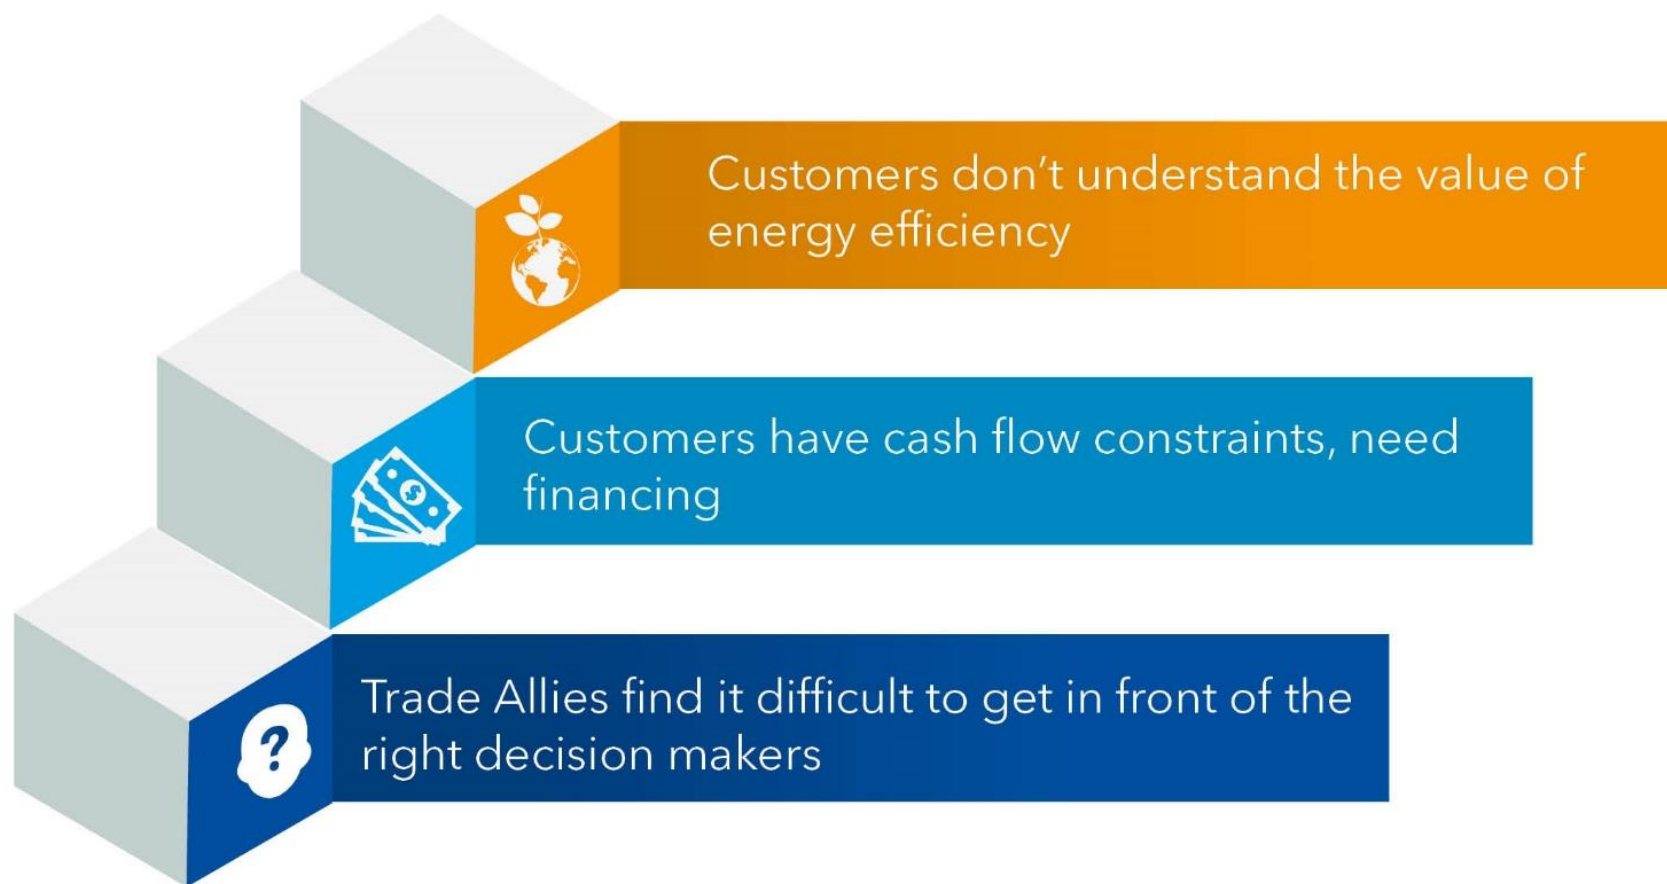 Customers don’t understand the value of
energy efficiency
Customers have cash flow constraints, need
financing
Trade Allies find it difficult to get in front of the
right decision makers